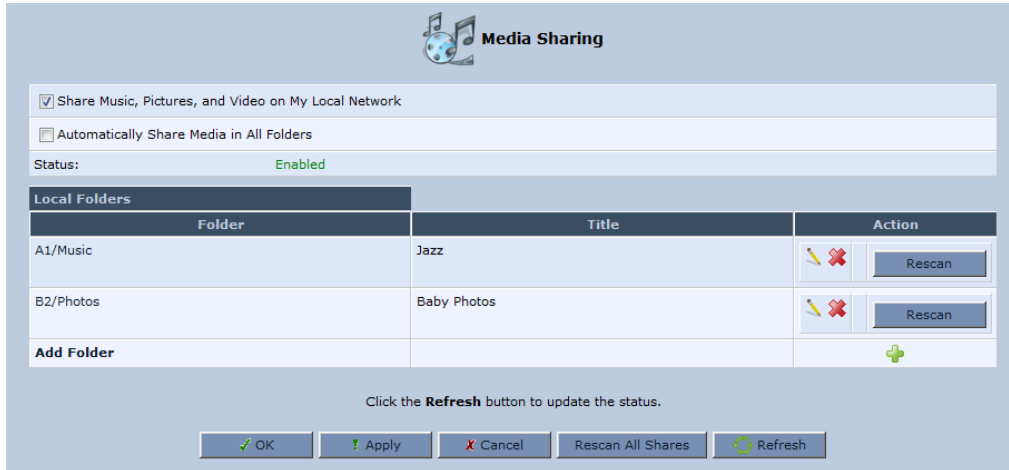 Media Sharing
Share Music, Pictures, and Video on My Local Network
Automatically Share Media in All Folders
Status: Enabled
Local Folders
Folder Title Action
A1/Music Jazz Rescan
B2/Photos Baby Photos Rescan
Add Folder
Click the Refresh button to update the status.
OK Apply Cancel Rescan All Shares Refresh